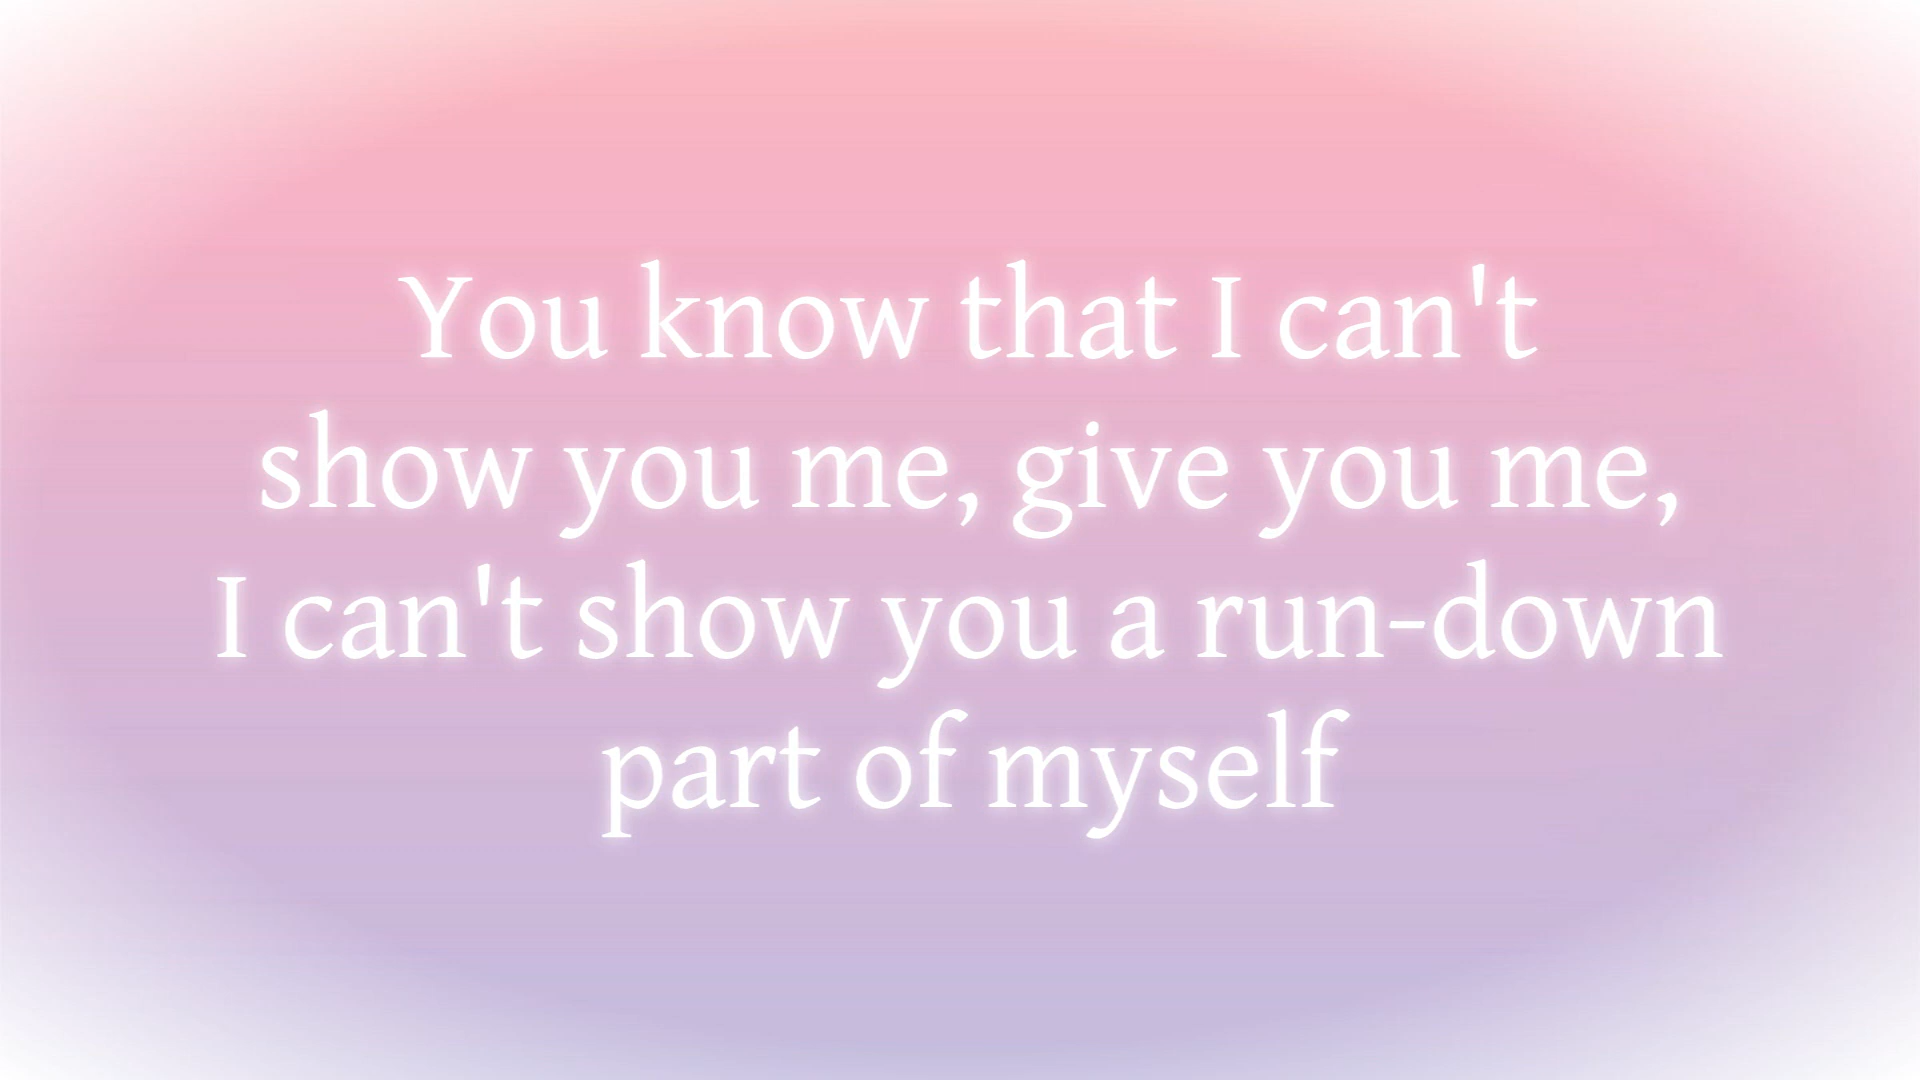 You know that I can't
show you me, give you me,
I can't show you a run-down
part of myself